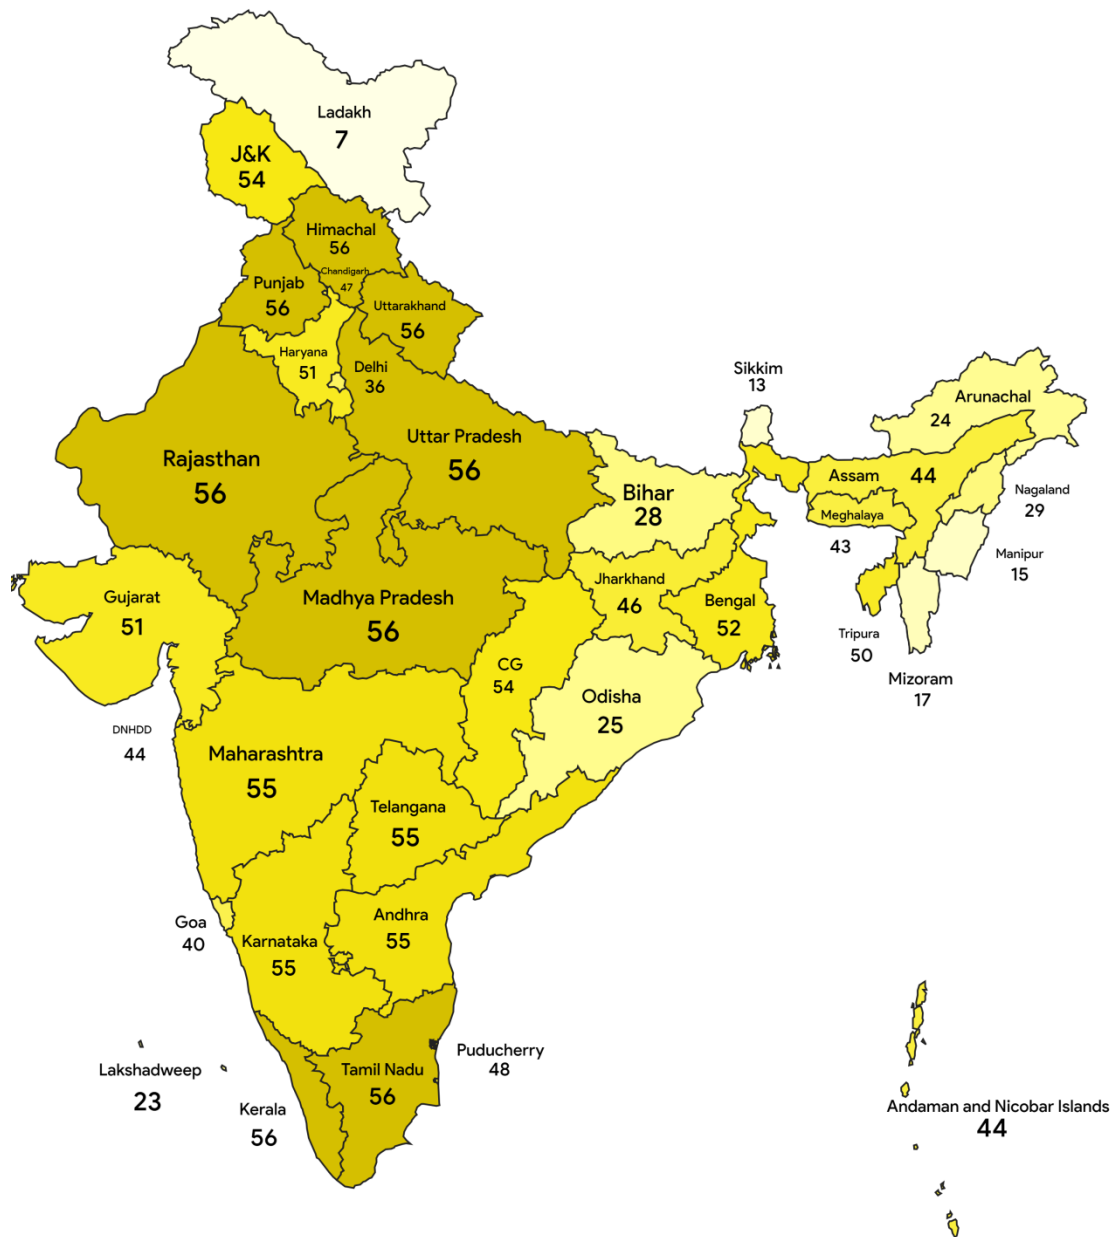 Ladakh
7
J&K
54
Himachal
56
Chandigarh
47
Punjab
56
Uttarakhand
56
Haryana
51
Delhi
36
Sikkim
13
Arunachal
24
Rajasthan
56
Uttar Pradesh
56
Bihar
28
Assam 44
Meghalaya
43
Nagaland
29
Manipur
15
Gujarat
51
Madhya Pradesh
56
Jharkhand
46
Bengal
52
Tripura
50
Mizoram
17
CG
54
Odisha
25
DNHDD
44
Maharashtra
55
Telangana
55
Goa
40
Karnataka
55
Andhra
55
Lakshadweep
23
Kerala
56
Tamil Nadu
56
Puducherry
48
Andaman and Nicobar Islands
44